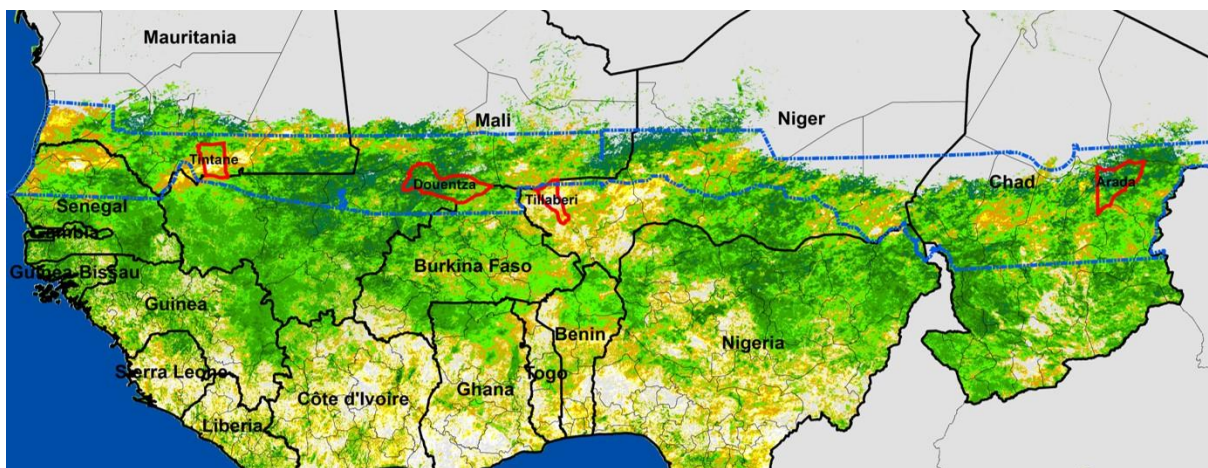 Mauritania
Mali
Niger
Tintane
Douentza
Tillaberi
Chad
Arada
Senegal
Gambia
Guinea-Bissau
Guinea
Burkina Faso
Benin
Nigeria
Sierra Leone
Côte d'Ivoire
Ghana
Togo
Liberia